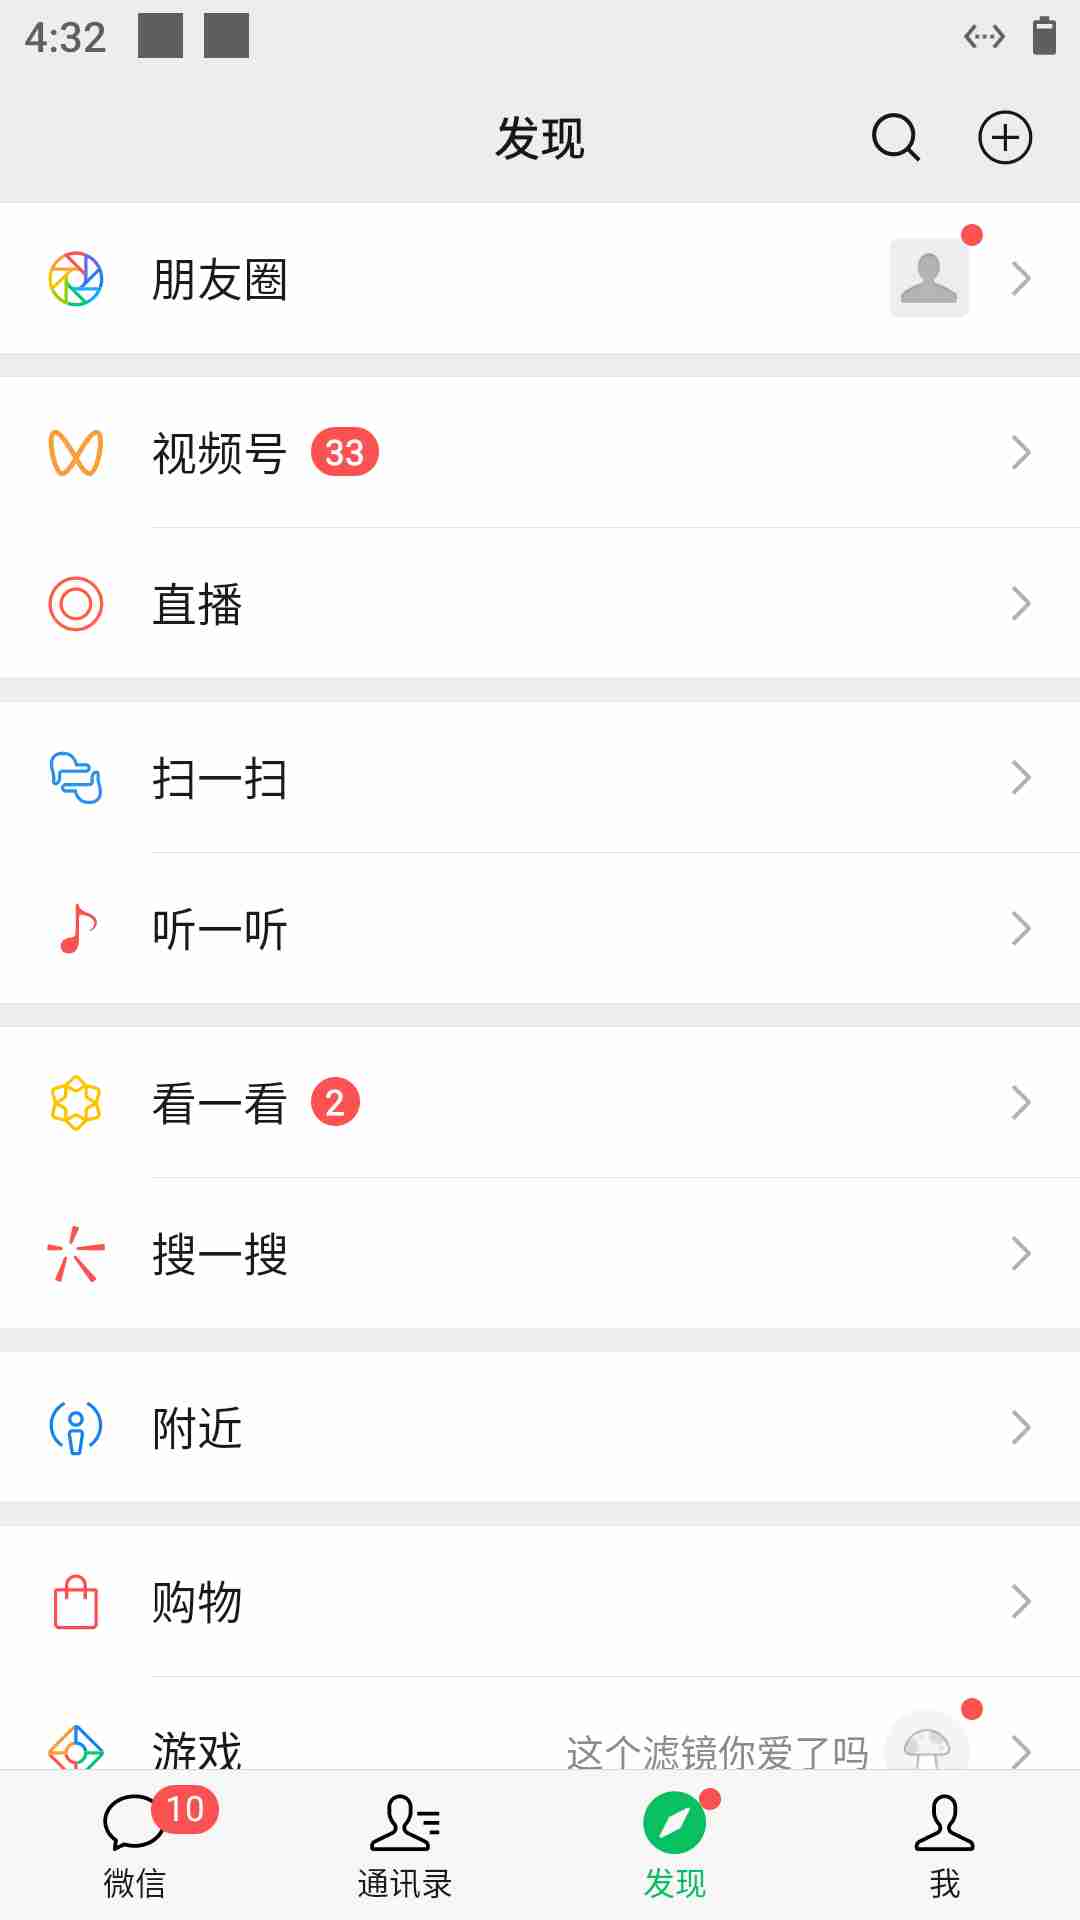 4:32
发现
朋友圈
视频号 33
直播
扫一扫
听一听
看一看 2
搜一搜
附近
购物
游戏 这个滤镜你爱了吗
10
微信 通讯录 发现 我